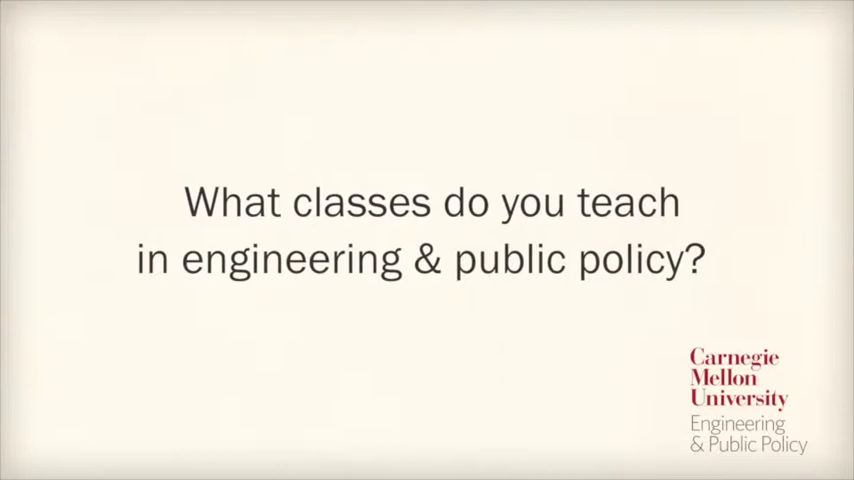 What classes do you teach
in engineering & public policy?
Carnegie
Mellon
University
Engineering
& Public Policy